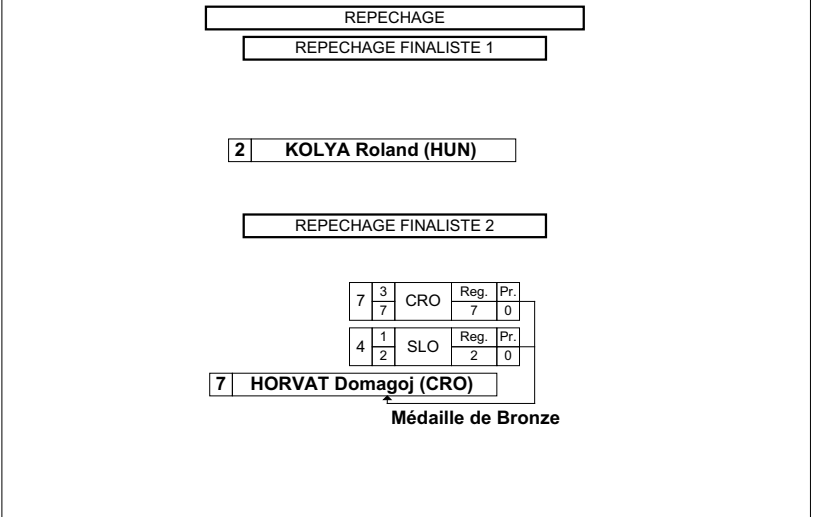 REPECHAGE
REPECHAGE FINALISTE 1
2 KOLYA Roland (HUN)
REPECHAGE FINALISTE 2
7 3 CRO Reg. Pr.
7 7 0
4 1 SLO Reg. Pr.
2 2 0
7 HORVAT Domagoj (CRO)
Médaille de Bronze